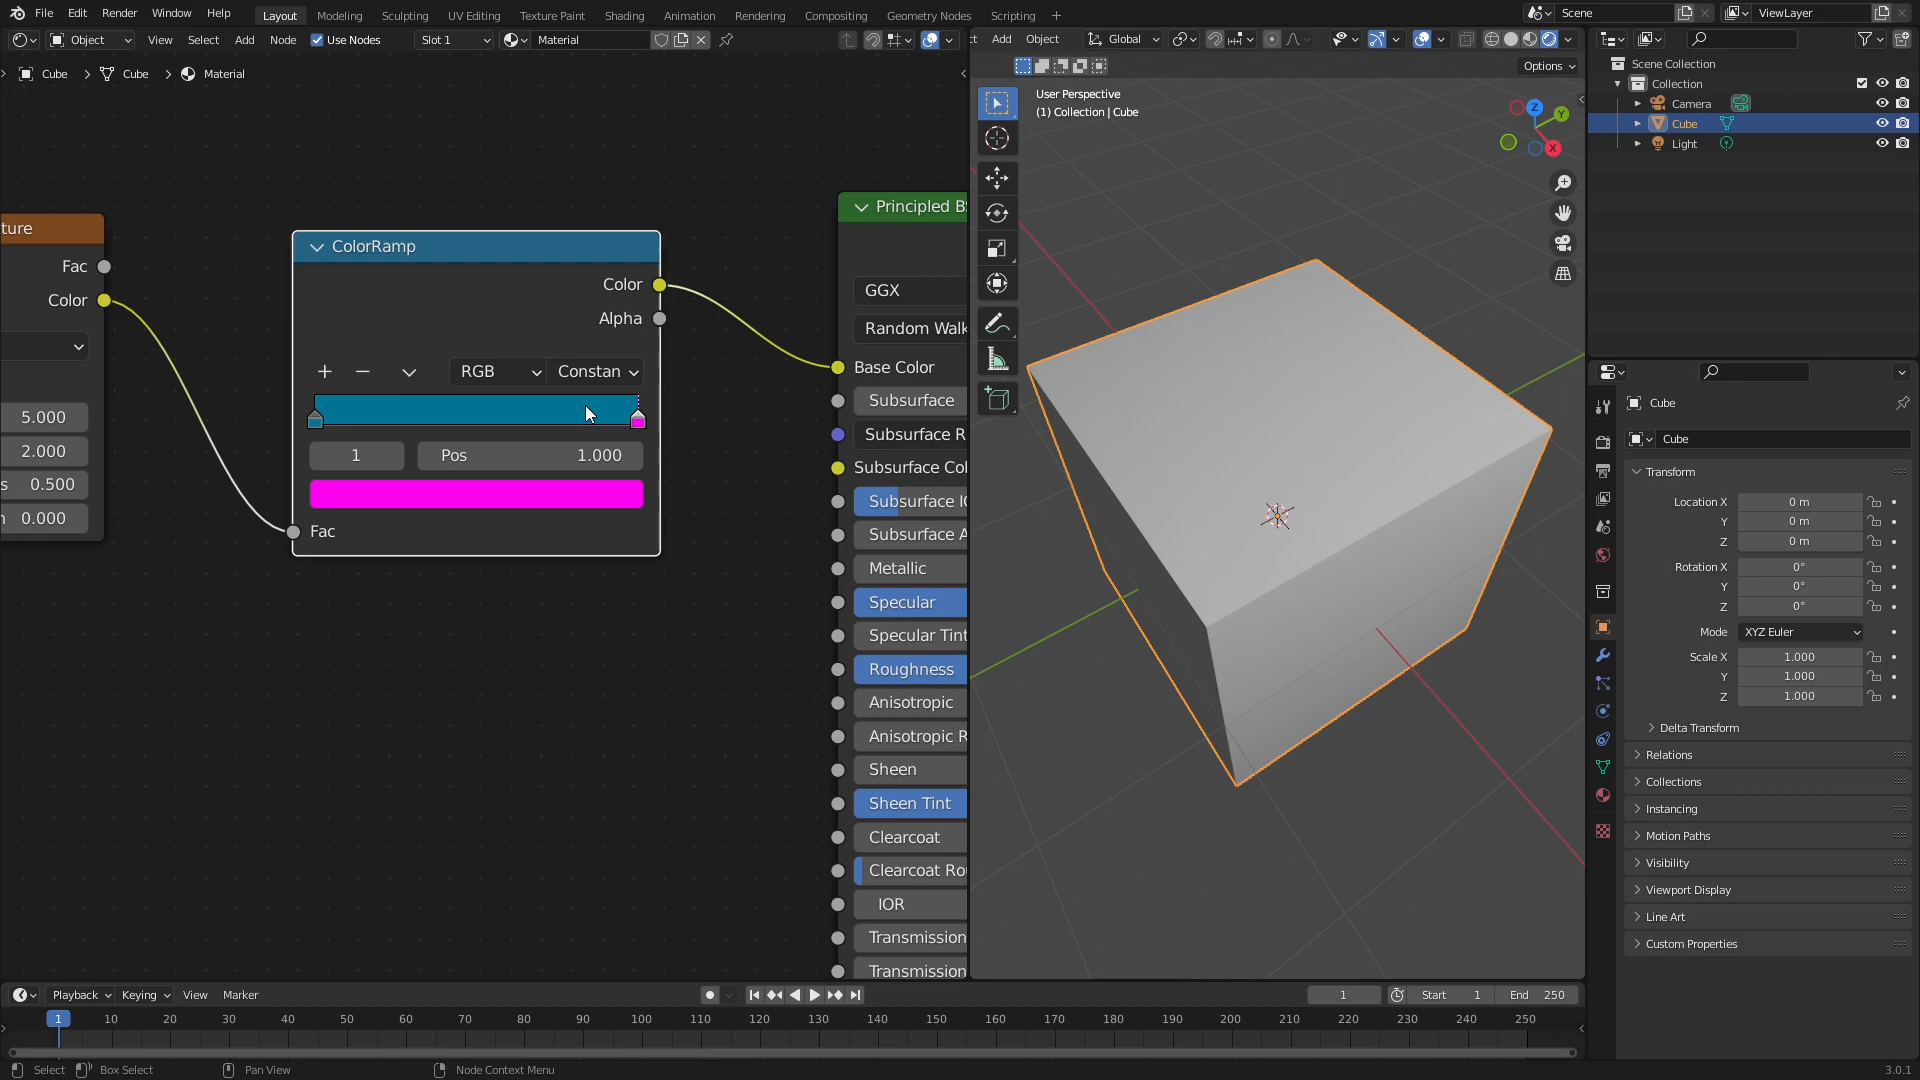 File Edit Render Window Help Layout Modeling Sculpting UV Editing Texture Paint Shading Animation Rendering Compositing Geometry Nodes Scripting + Scene ViewLayer
Object View Select Add Node Use Nodes Slot 1 Material
Add Object Global
Options
Cube Cube Material
ture
Fac
Color
5.000
2.000
s 0.500
n 0.000
ColorRamp
Color
Alpha
RGB Constan
1 Pos 1.000
Fac
Principled B
GGX
Random Walk
Base Color
Subsurface
Subsurface R
Subsurface Col
Subsurface I
Subsurface A
Metallic
Specular
Specular Tint
Roughness
Anisotropic
Anisotropic R
Sheen
Sheen Tint
Clearcoat
Clearcoat Ro
IOR
Transmission
Transmission
User Perspective
(1) Collection | Cube
Z
Y
X
Scene Collection
Collection
Camera
Cube
Light
Cube
Cube
Transform
Location X 0 m
Y 0 m
Z 0 m
Rotation X 0°
Y 0°
Z 0°
Mode XYZ Euler
Scale X 1.000
Y 1.000
Z 1.000
Delta Transform
Relations
Collections
Instancing
Motion Paths
Visibility
Viewport Display
Line Art
Custom Properties
Playback Keying View Marker 1 Start 1 End 250
1 10 20 30 40 50 60 70 80 90 100 110 120 130 140 150 160 170 180 190 200 210 220 230 240 250
Select Box Select Pan View Node Context Menu 3.0.1